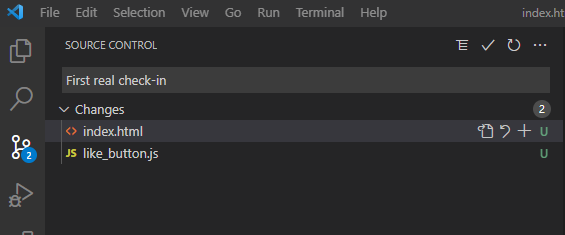 File Edit Selection View Go Run Terminal Help index.ht
SOURCE CONTROL
First real check-in
Changes 2
<> index.html U
2
JS like_button.js U